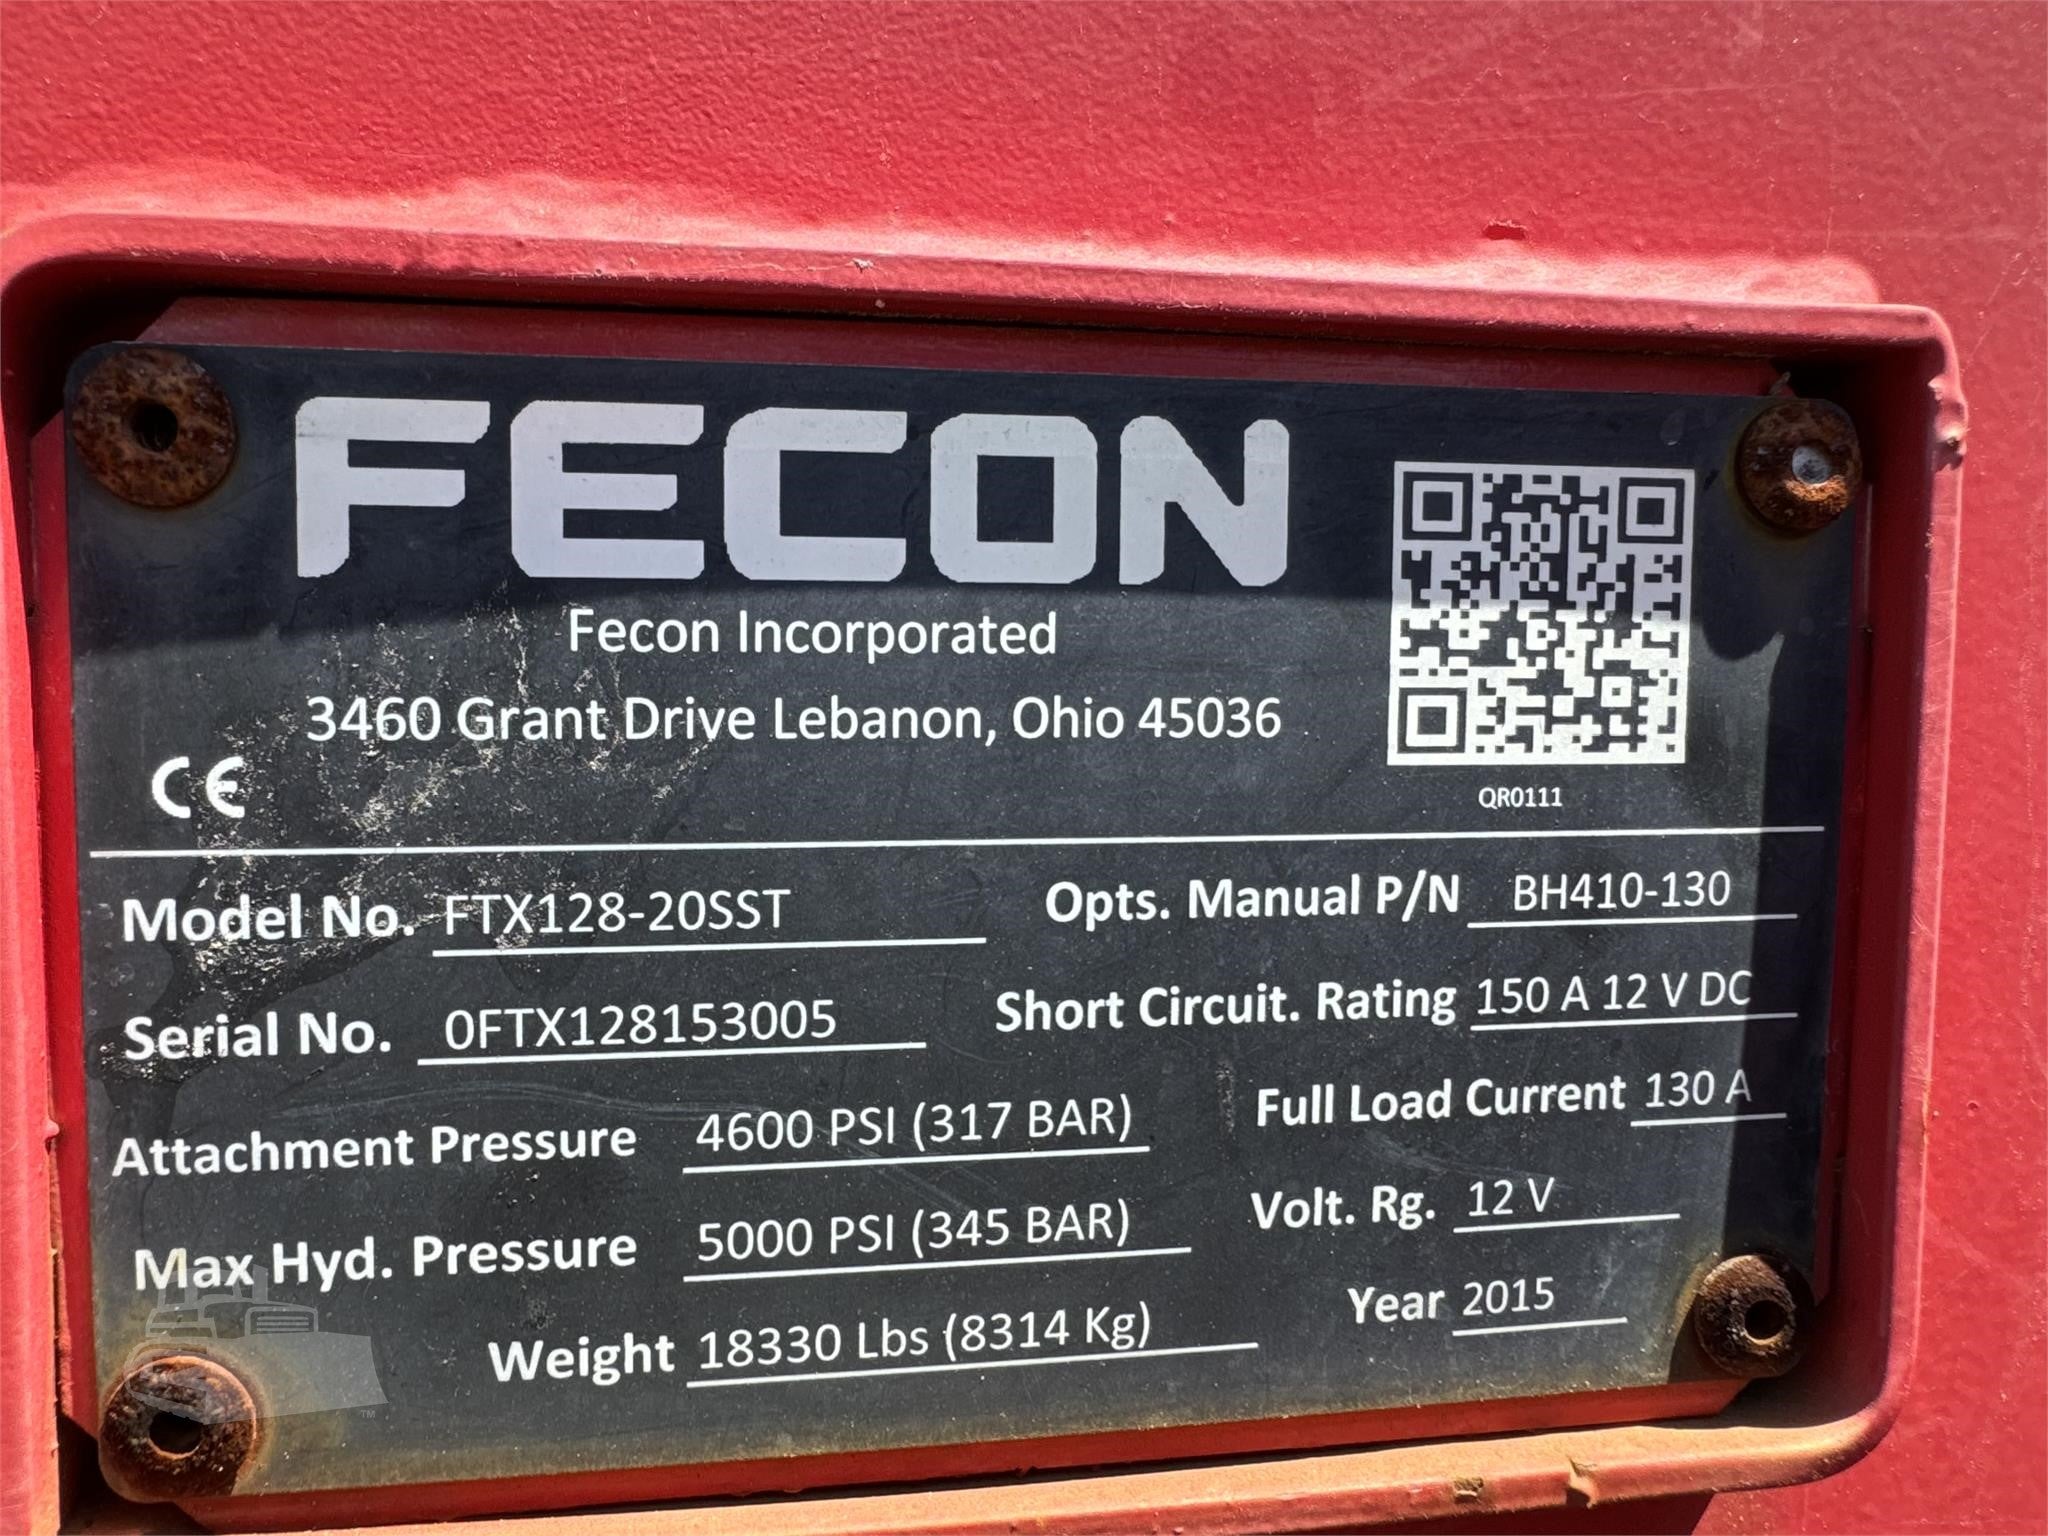 FECON
Fecon Incorporated
3460 Grant Drive Lebanon, Ohio 45036
CE
QR0111
Model No. FTX128-20SST
Opts. Manual P/N BH410-130
Serial No. 0FTX128153005
Short Circuit. Rating 150 A 12 V DC
Attachment Pressure 4600 PSI (317 BAR)
Full Load Current 130 A
Max Hyd. Pressure 5000 PSI (345 BAR)
Volt. Rg. 12 V
Weight 18330 Lbs (8314 Kg)
Year 2015
TM